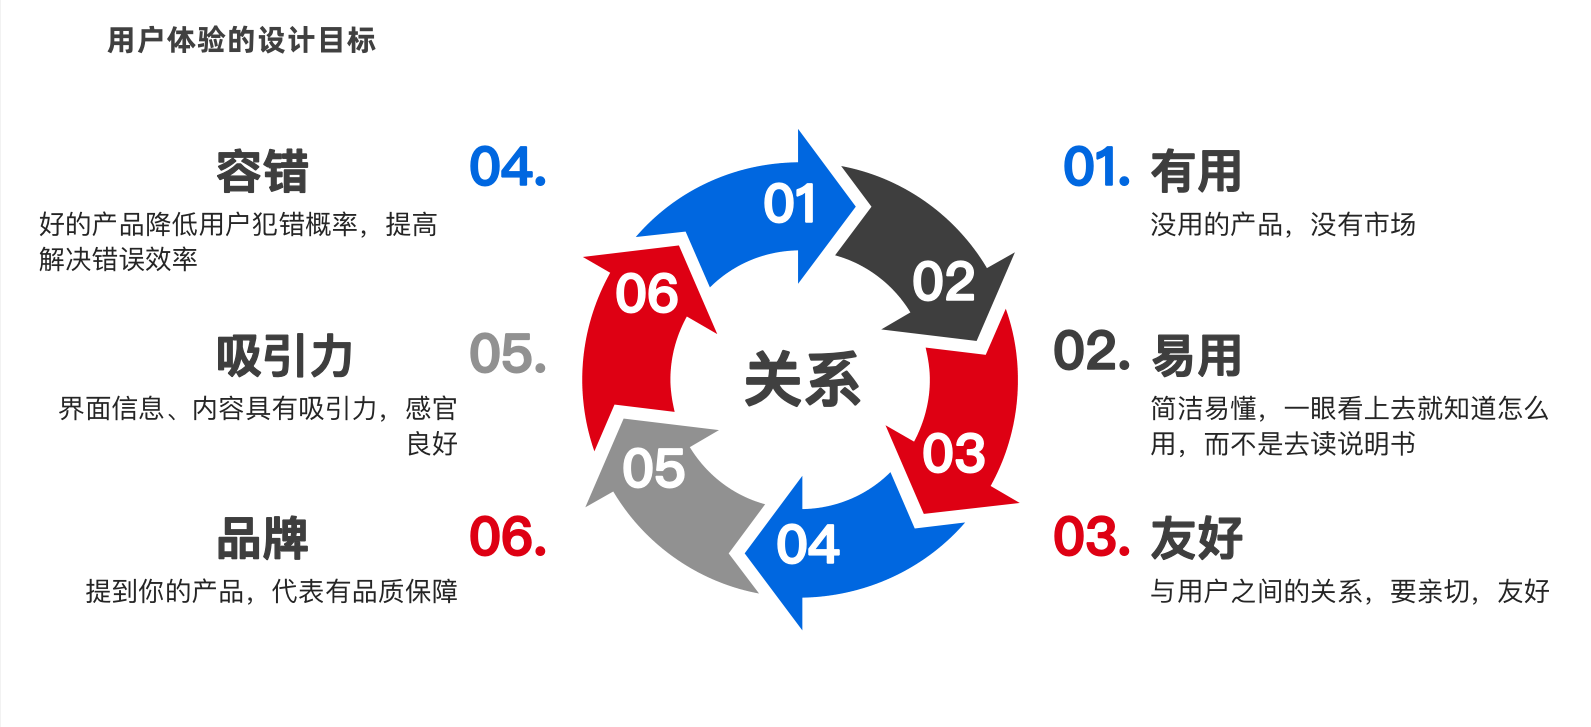 用户体验的设计目标
容错
04.
好的产品降低用户犯错概率，提高
解决错误效率
吸引力
05.
界面信息、内容具有吸引力，感官
良好
品牌
06.
提到你的产品，代表有品质保障
01
02
03
04
05
06
关系
01.
有用
没用的产品，没有市场
02.
易用
简洁易懂，一眼看上去就知道怎么
用，而不是去读说明书
03.
友好
与用户之间的关系，要亲切，友好